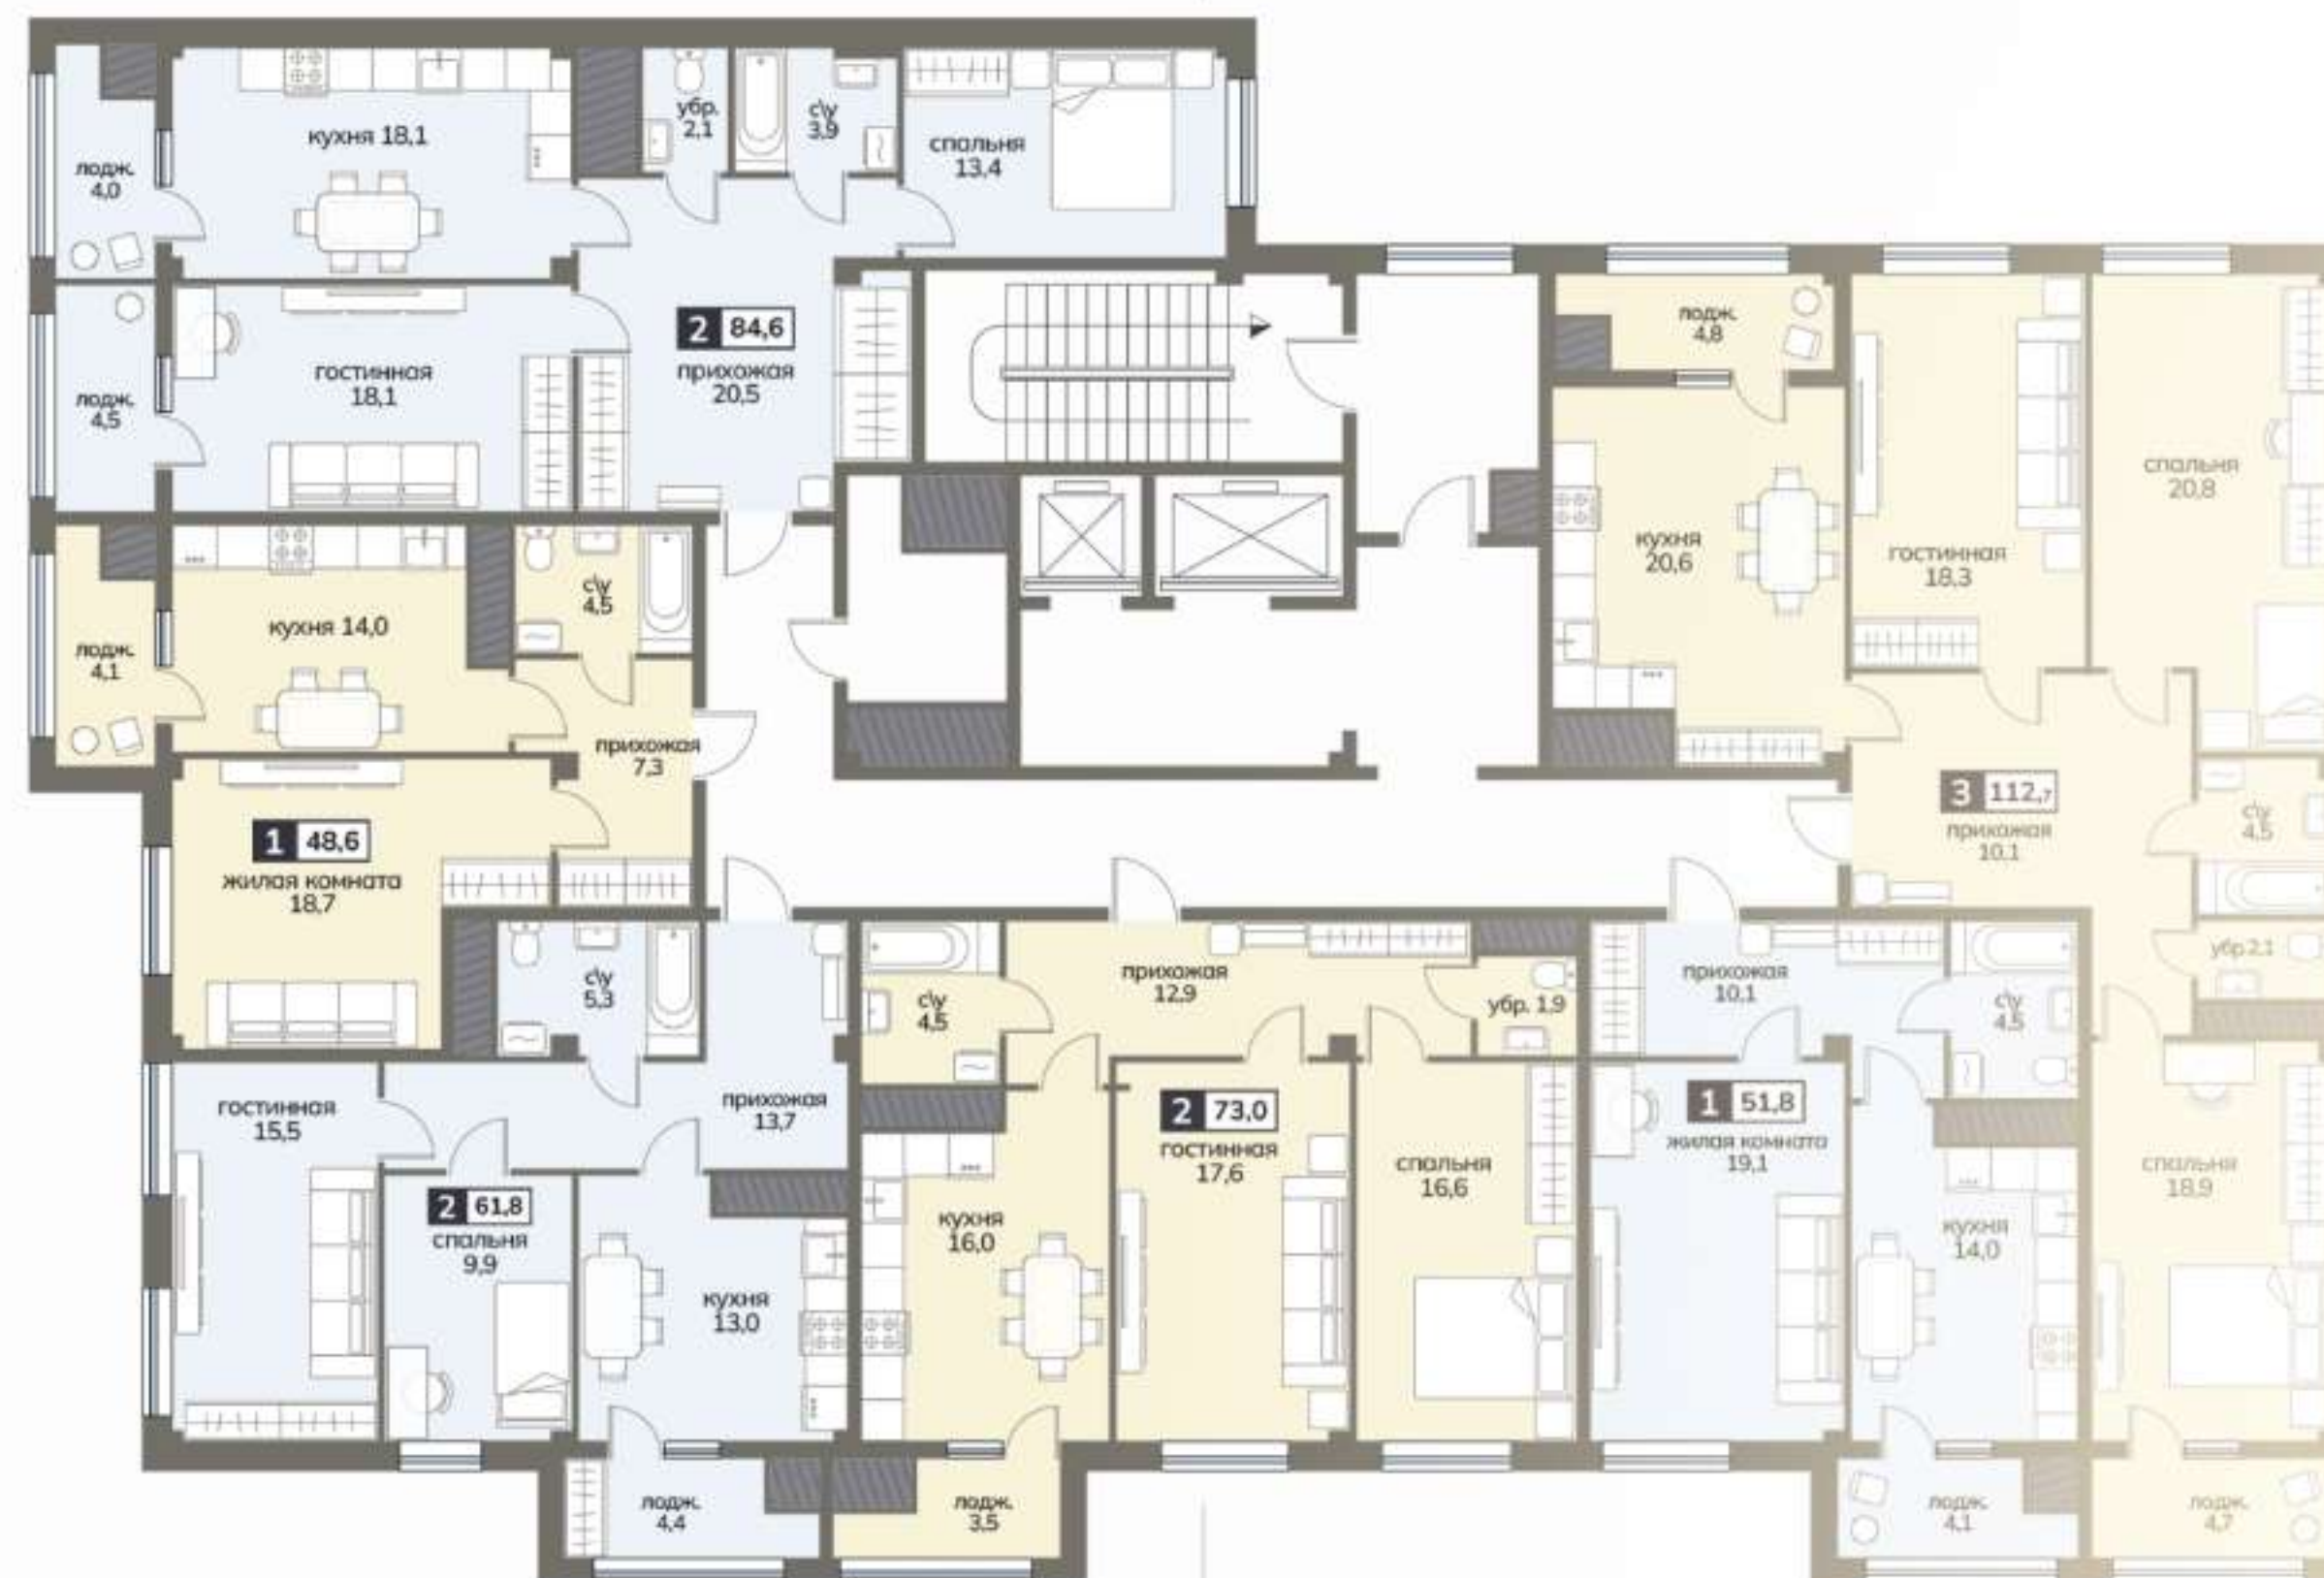 лодж.
4,0
кухня 18,1
убр.
2,1
с\у
3,9
спальня
13,4
лодж.
4,5
гостинная
18,1
2 84,6
прихожая
20,5
лодж.
4,8
кухня
20,6
гостинная
18,3
спальня
20,8
лодж.
4,1
кухня 14,0
с\у
4,5
прихожая
7,3
1 48,6
жилая комната
18,7
3 112,7
прихожая
10,1
с\у
4,5
убр.2,1
с\у
5,3
прихожая
13,7
гостинная
15,5
2 61,8
спальня
9,9
кухня
13,0
лодж.
4,4
с\у
4,5
прихожая
12,9
убр. 1,9
кухня
16,0
2 73,0
гостинная
17,6
спальня
16,6
лодж.
3,5
прихожая
10,1
с\у
4,5
1 51,8
жилая комната
19,1
кухня
14,0
лодж.
4,1
спальня
18,9
лодж.
4,7